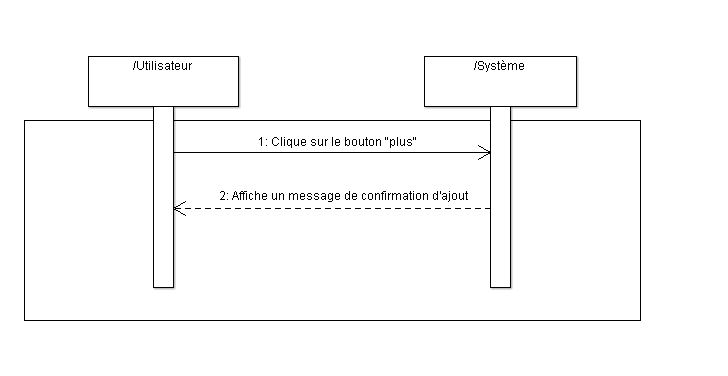 /Utilisateur
/Système
1: Clique sur le bouton "plus"
2: Affiche un message de confirmation d'ajout